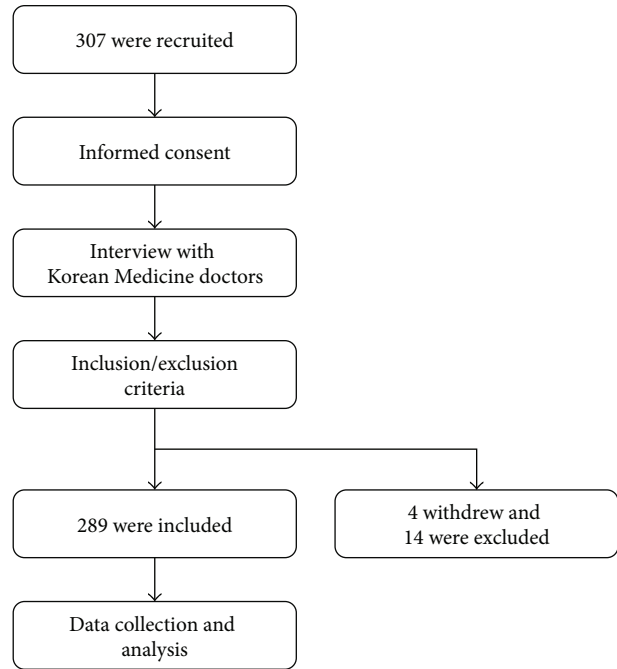 307 were recruited
Informed consent
Interview with
Korean Medicine doctors
Inclusion/exclusion
criteria
289 were included
4 withdrew and
14 were excluded
Data collection and
analysis